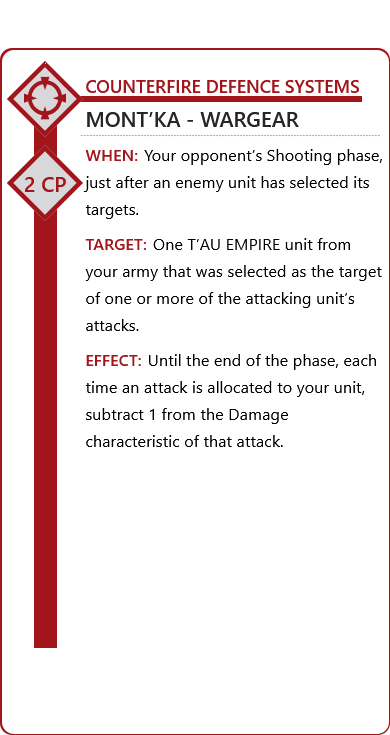 COUNTERFIRE DEFENCE SYSTEMS
MONT’KA - WARGEAR
2 CP
WHEN: Your opponent’s Shooting phase,
just after an enemy unit has selected its
targets.
TARGET: One T’AU EMPIRE unit from
your army that was selected as the target
of one or more of the attacking unit’s
attacks.
EFFECT: Until the end of the phase, each
time an attack is allocated to your unit,
subtract 1 from the Damage
characteristic of that attack.